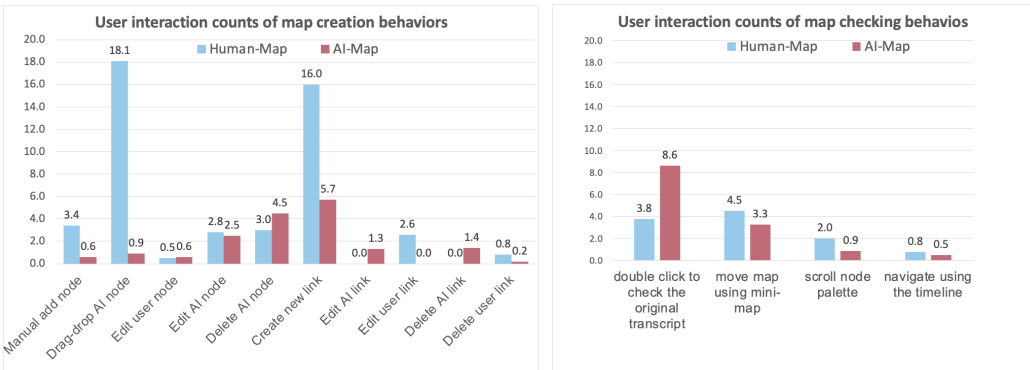 User interaction counts of map creation behaviors
Human-Map AI-Map
20.0
18.0
16.0
14.0
12.0
10.0
8.0
6.0
4.0
2.0
0.0
3.4 0.6
18.1 0.9
0.5 0.6
2.8 2.5
3.0 4.5
16.0 5.7
0.0 1.3
2.6 0.0
0.0 1.4
0.8 0.2
Manual add node
Drag-drop AI node
Edit user node
Edit AI node
Delete AI node
Create new link
Edit AI link
Edit user link
Delete AI link
Delete user link
User interaction counts of map checking behavios
Human-Map AI-Map
20.0
18.0
16.0
14.0
12.0
10.0
8.0
6.0
4.0
2.0
0.0
3.8 8.6
4.5 3.3
2.0 0.9
0.8 0.5
double click to
check the
original
transcript
move map
using mini-
map
scroll node
palette
navigate using
the timeline